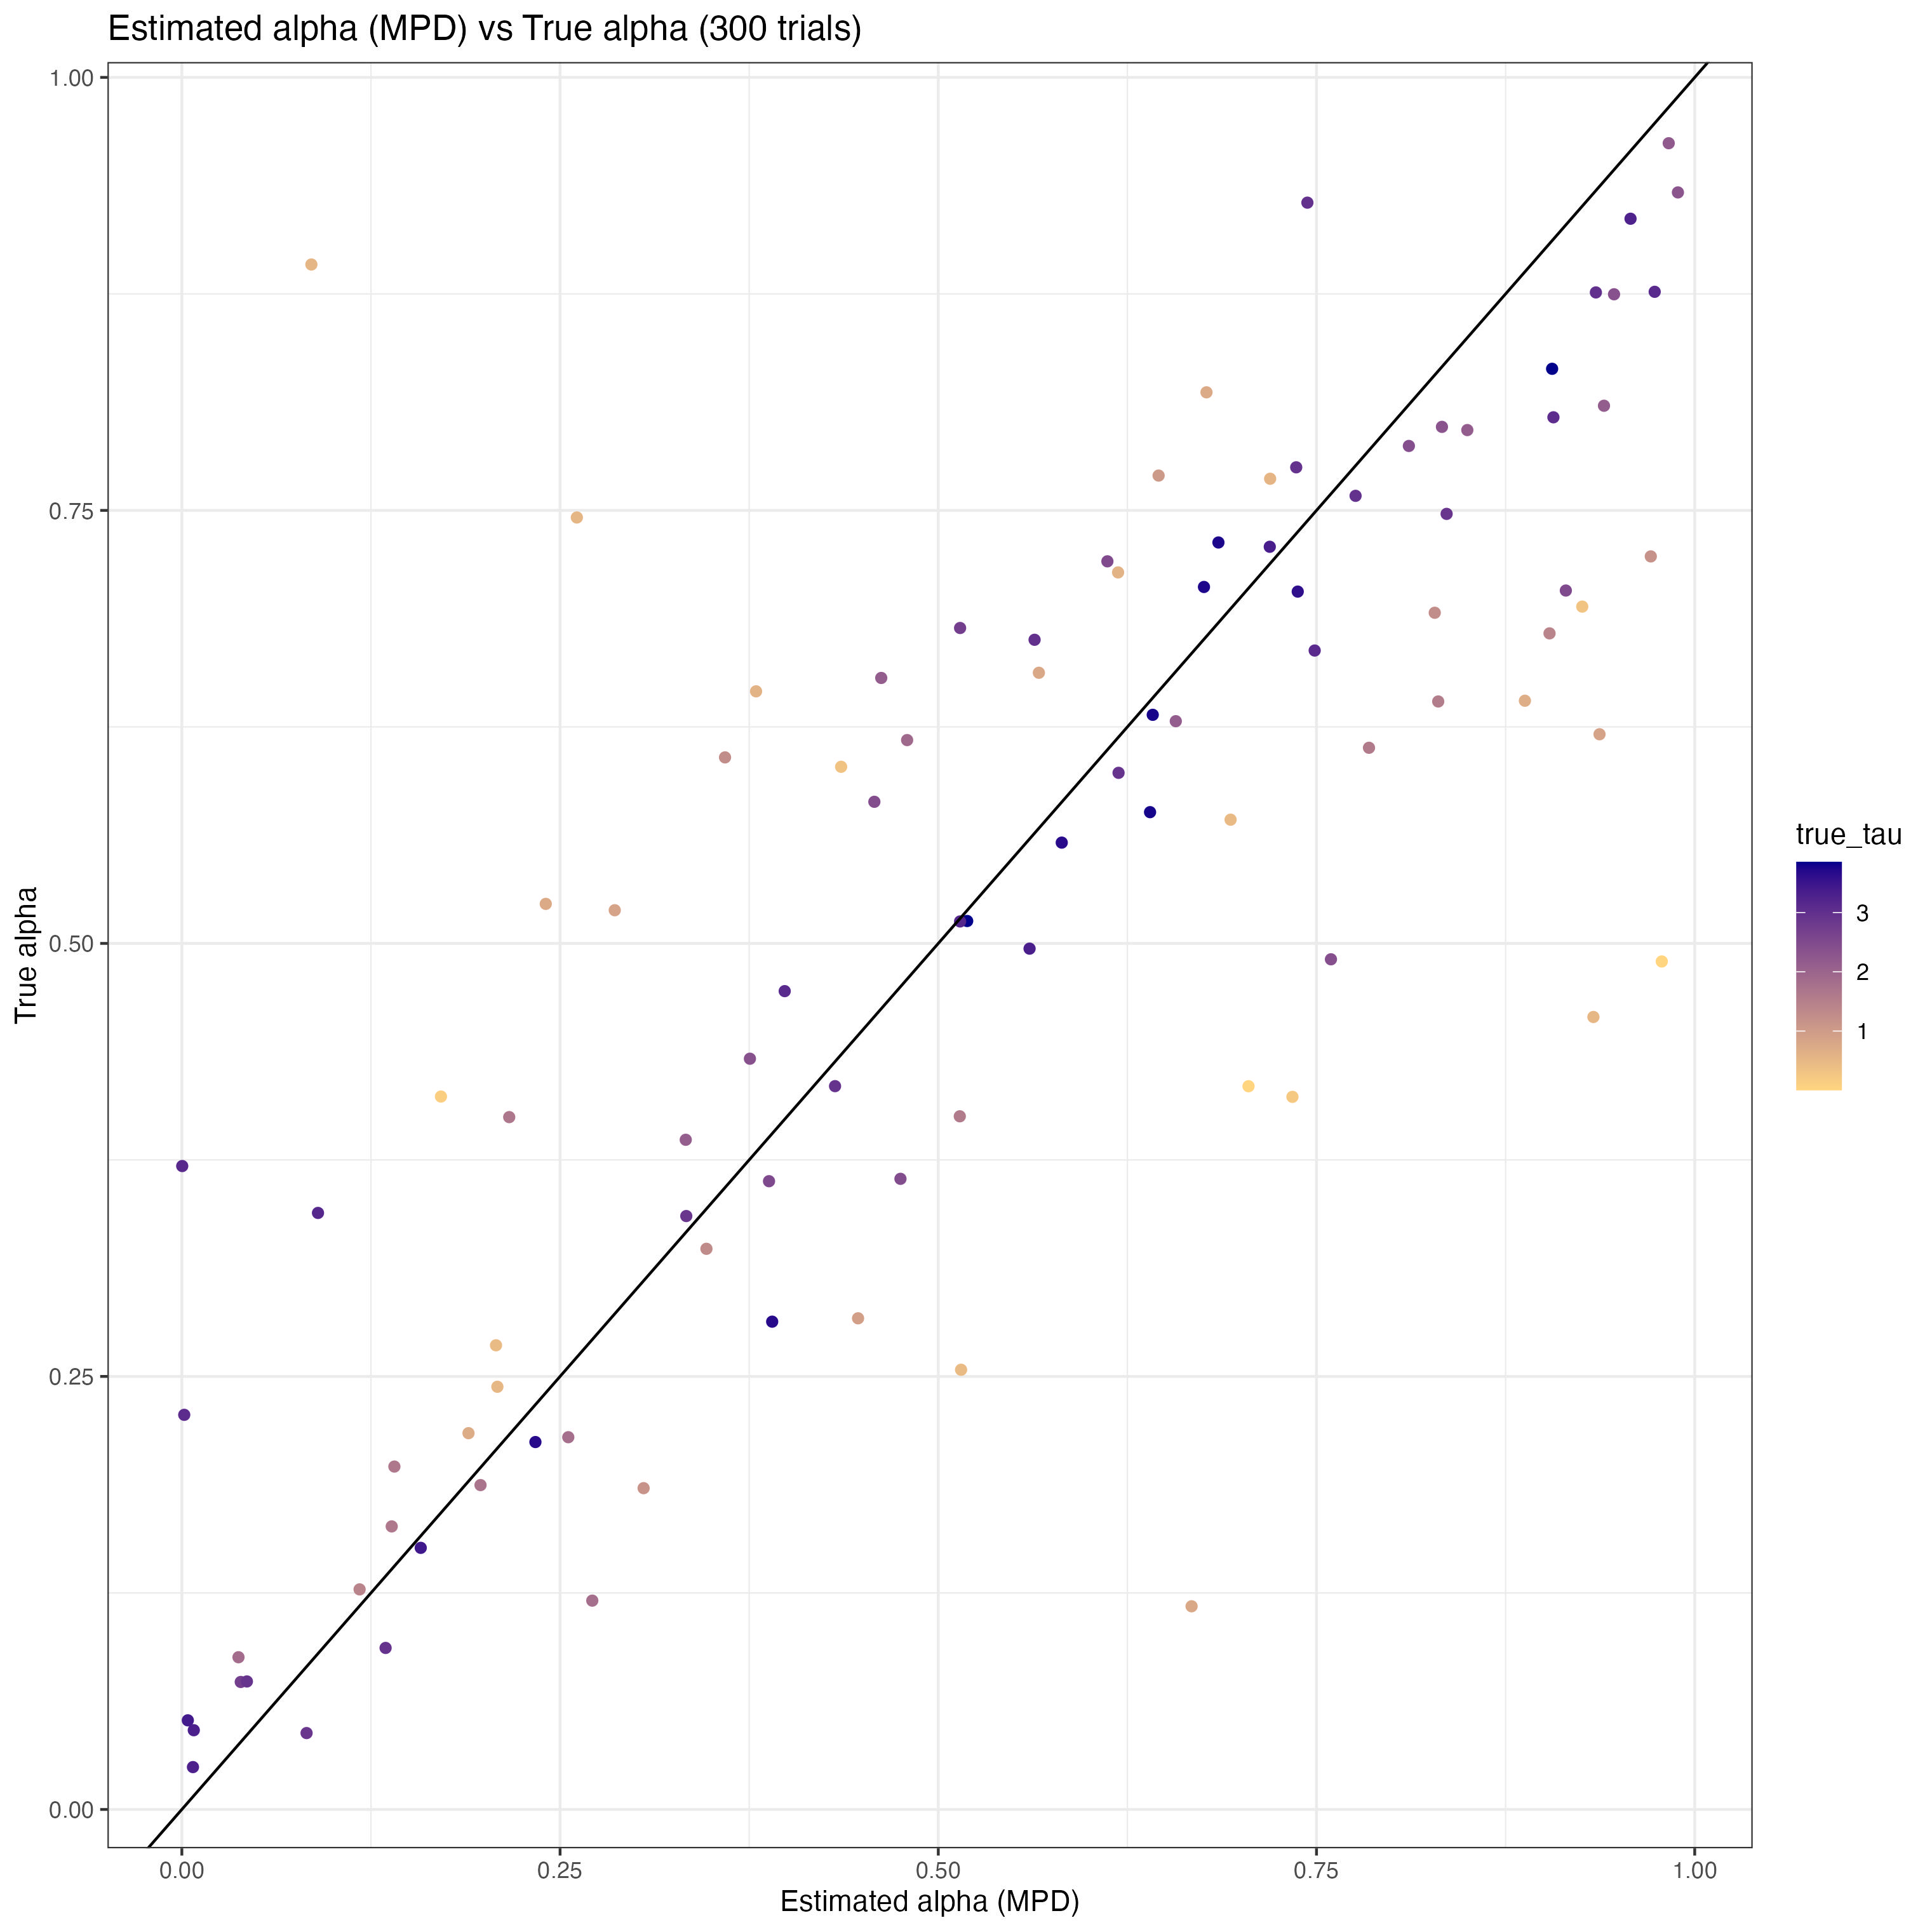 Estimated alpha (MPD) vs True alpha (300 trials)
1.00
0.75
0.50
0.25
0.00
True alpha
0.00 0.25 0.50 0.75 1.00
Estimated alpha (MPD)
true_tau
3
2
1